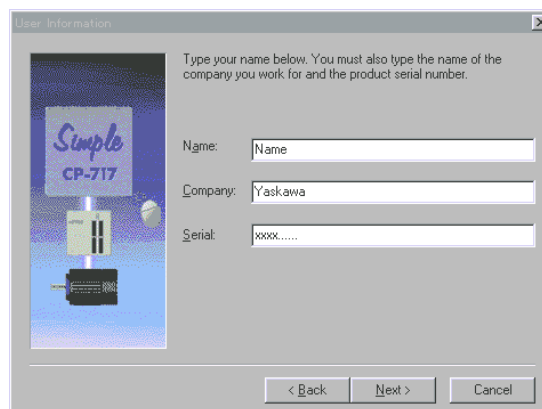 User Information
Type your name below. You must also type the name of the
company you work for and the product serial number.
Simple
CP-717
Name:
Name
Company:
Yaskawa
Serial:
xxxx......
< Back
Next >
Cancel